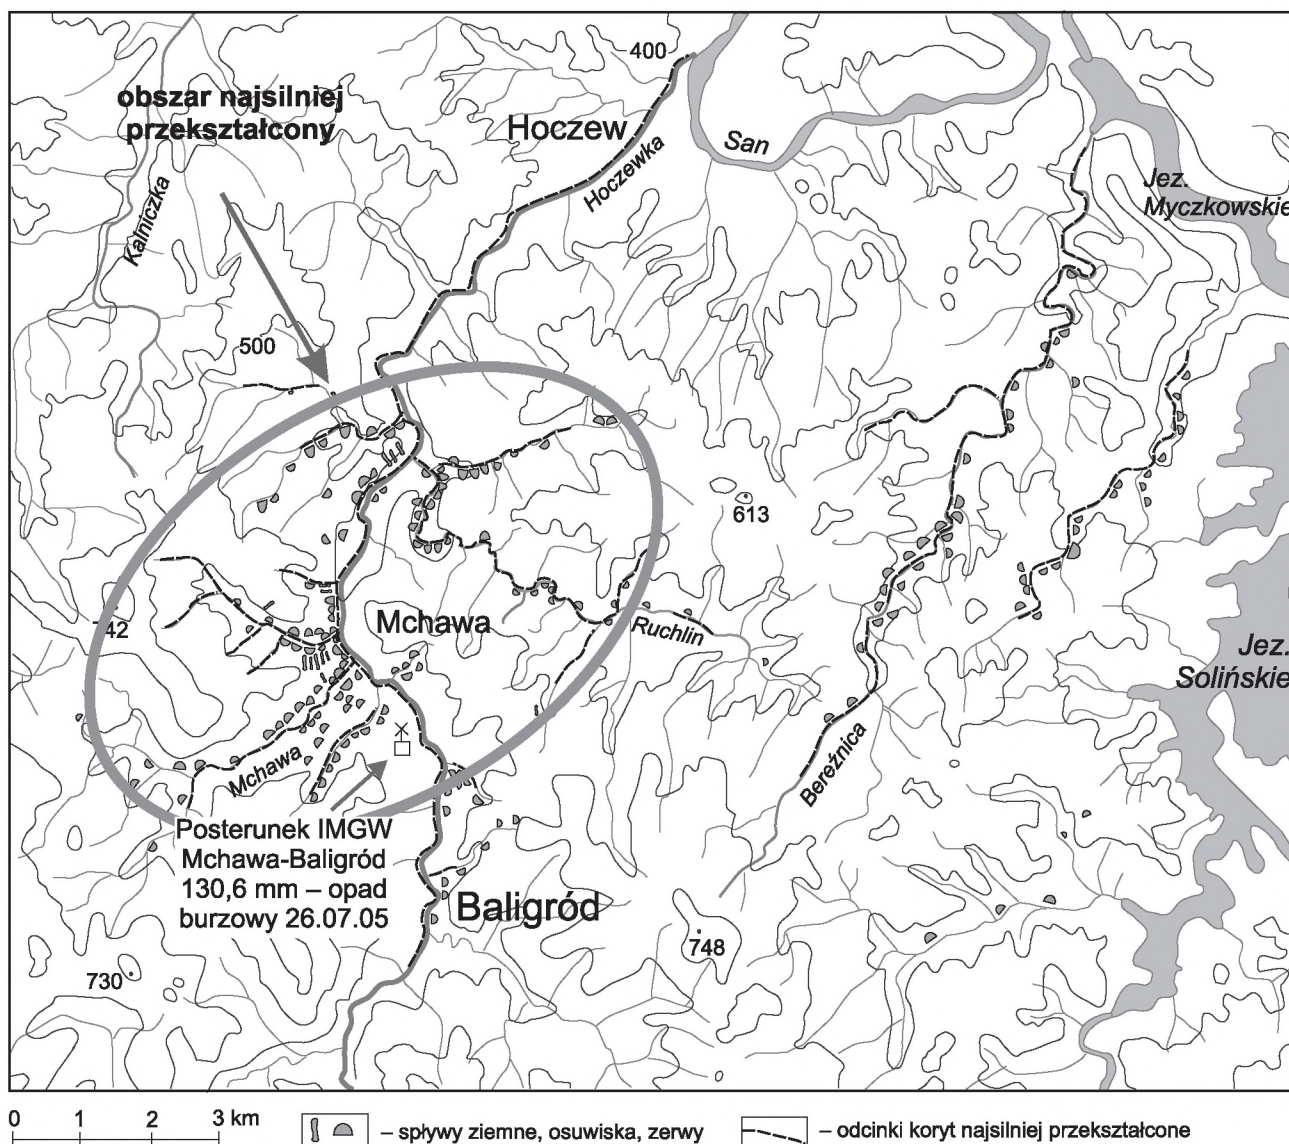 400
obszar najsilniej
przekształcony
Hoczew
San
Hoczewka
Kalniczka
Jez.
Myczkowskie
500
613
742
Mchawa
Ruchlin
Jez.
Solińskie
Mchawa
Bereźnica
Posterunek IMGW
Mchawa-Baligród
130,6 mm – opad
burzowy 26.07.05
Baligród
748
730
0 1 2 3 km
– spływy ziemne, osuwiska, zerwy
– odcinki koryt najsilniej przekształcone